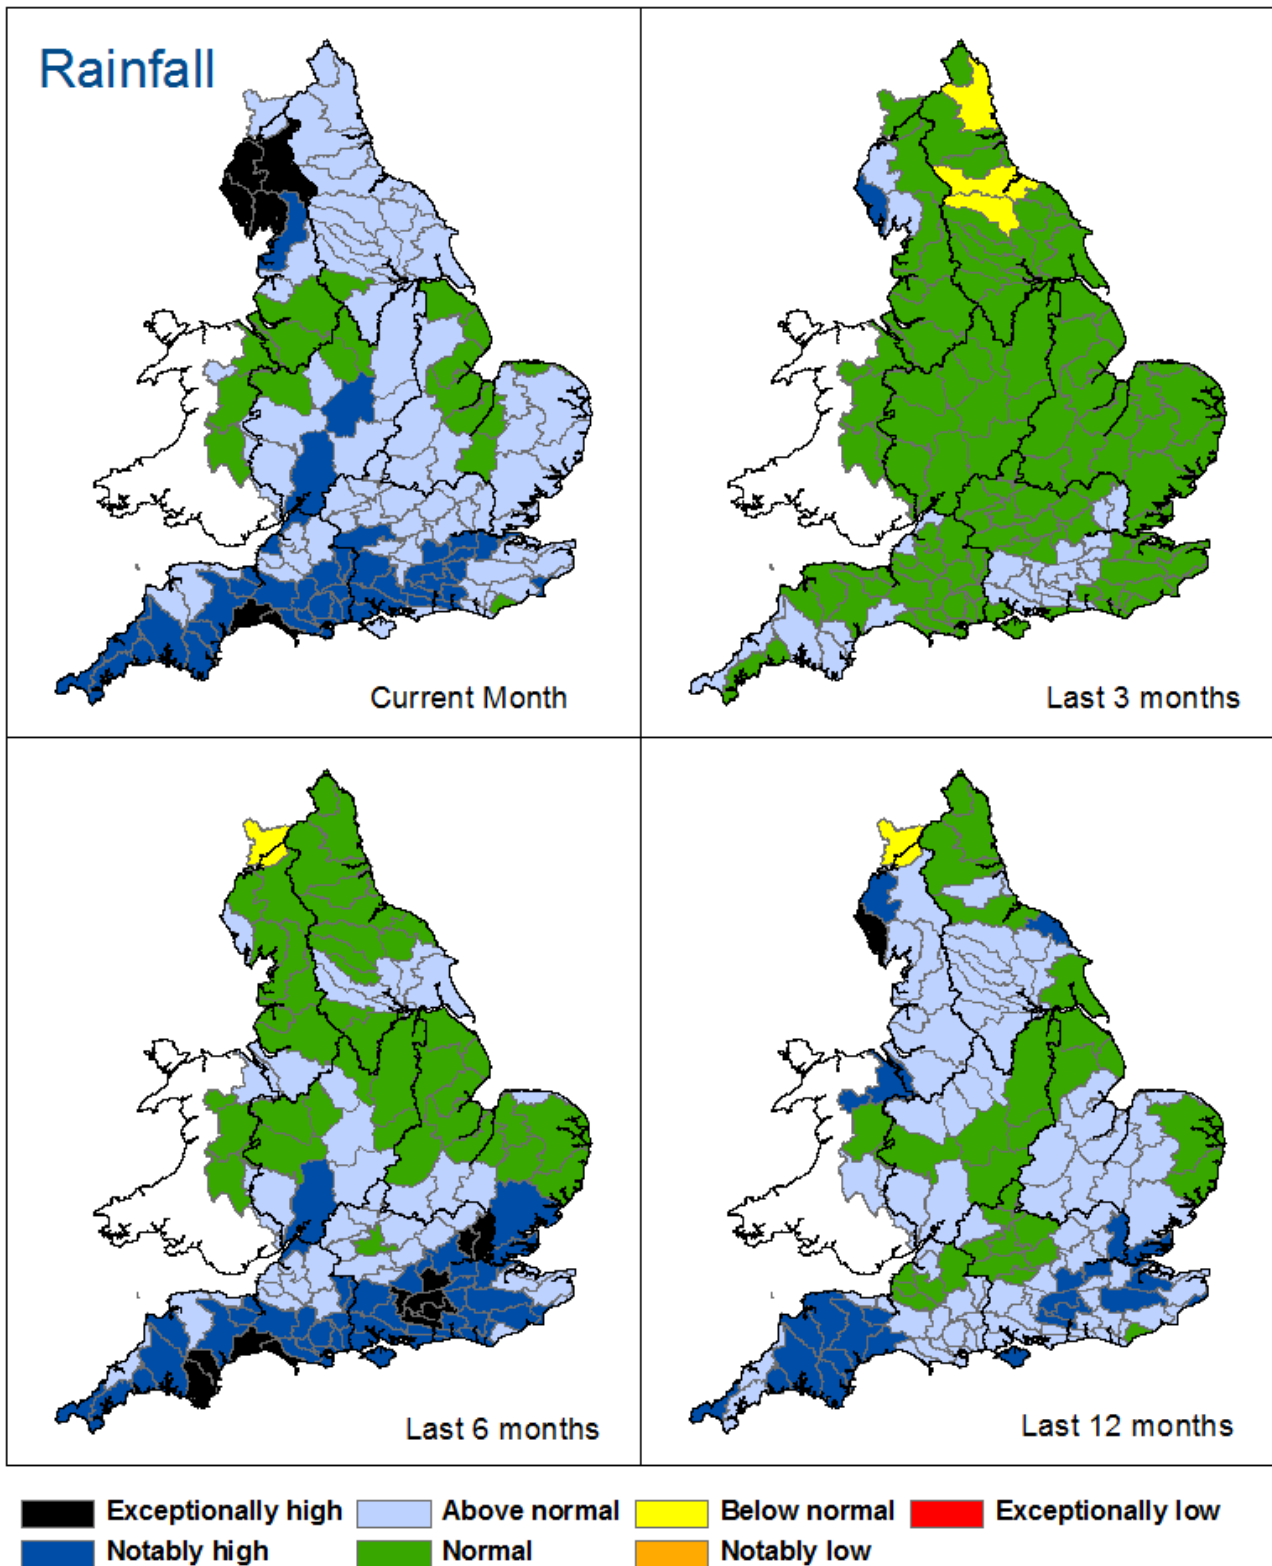 Rainfall
Current Month
Last 3 months
Last 6 months
Last 12 months
Exceptionally high Above normal Below normal Exceptionally low
Notably high Normal Notably low